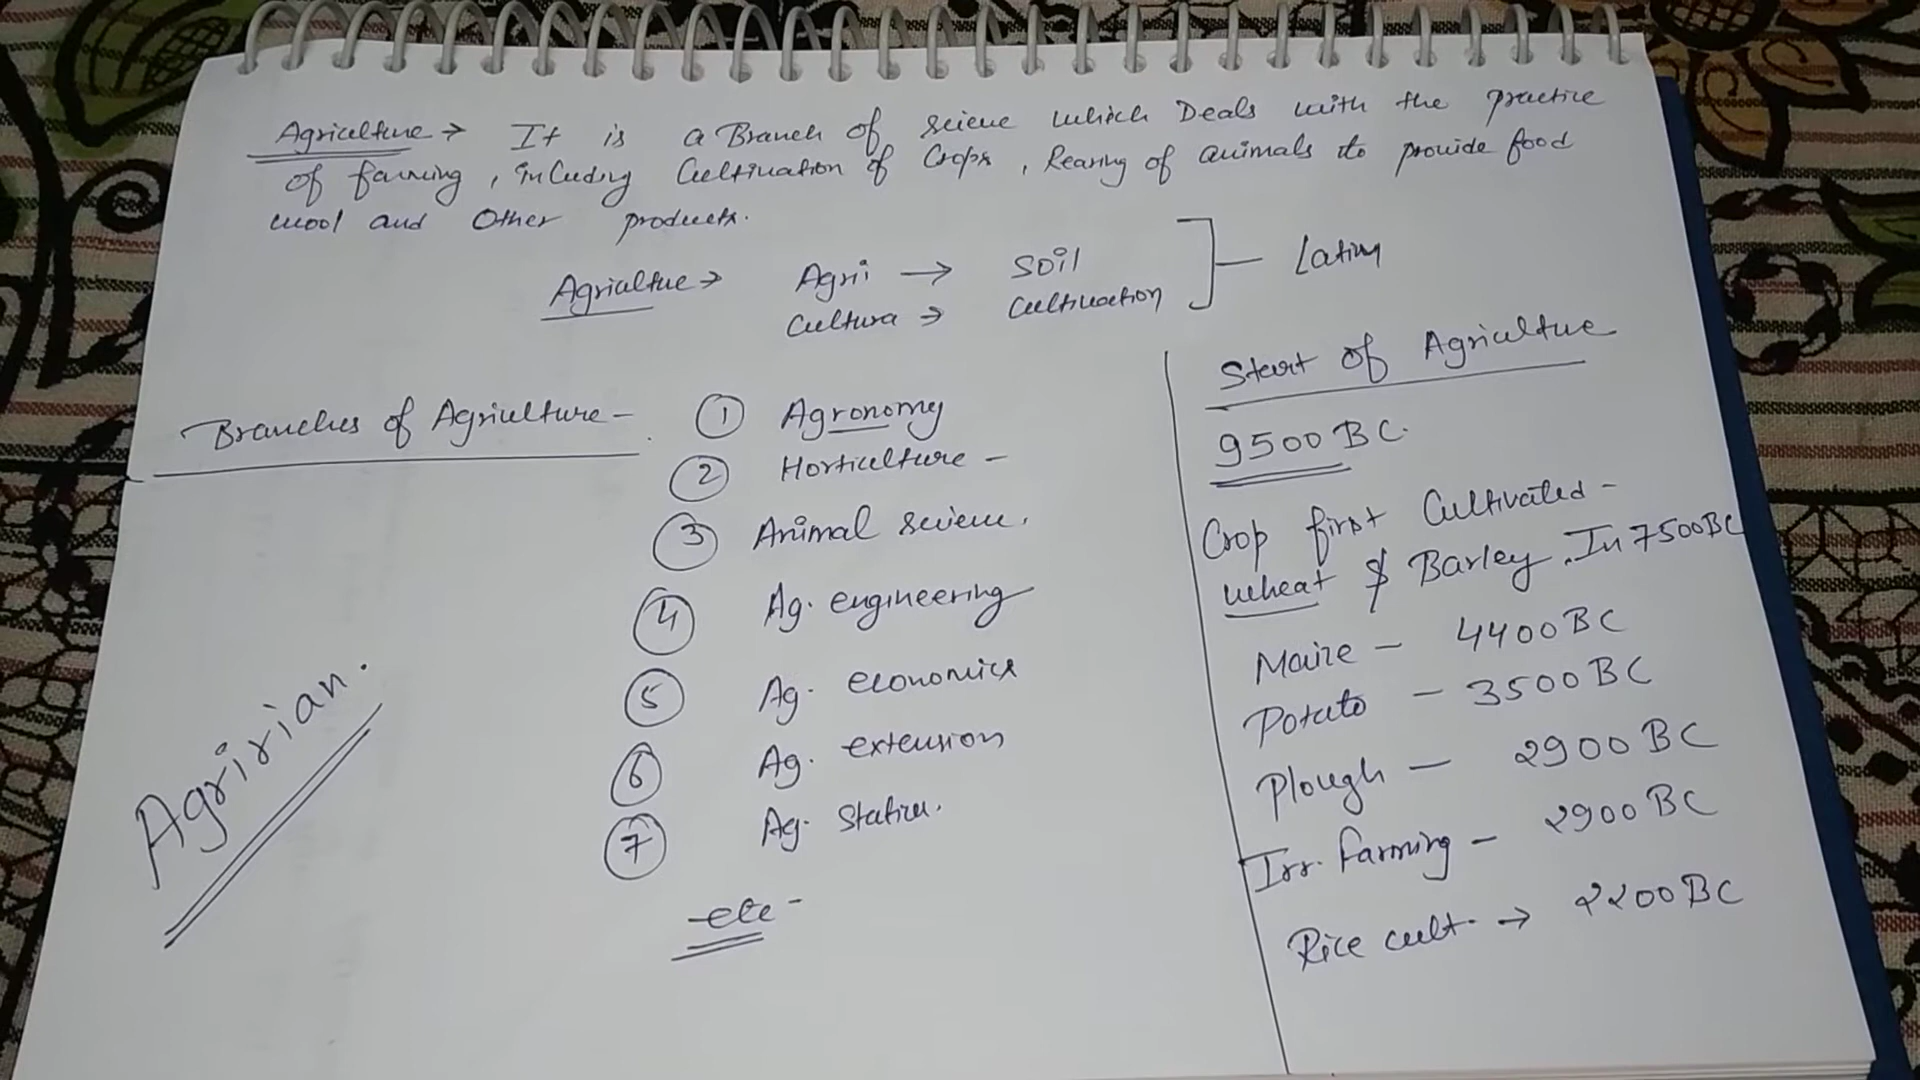 Agriculture → It is a Branch of science which Deals with the practice
of farming, including Cultivation of Crops, Rearing of animals to provide food
wool and Other products.
Agriculture → Agri → Soil
Cultura → Cultivation
Latin
Branches of Agriculture -
① Agronomy
② Horticulture -
③ Animal science.
④ Ag. engineering
⑤ Ag. economics
⑥ Ag. extension
⑦ Ag.
etc -
Agririan.
Start of Agriculture
9500 BC.
Crop first Cultivated -
wheat & Barley. In 7500BC
Maize - 4400 BC
Potato - 3500 BC
Plough - 2900 BC
Irr. farming - 2900 BC
Rice cult. → 2200 BC